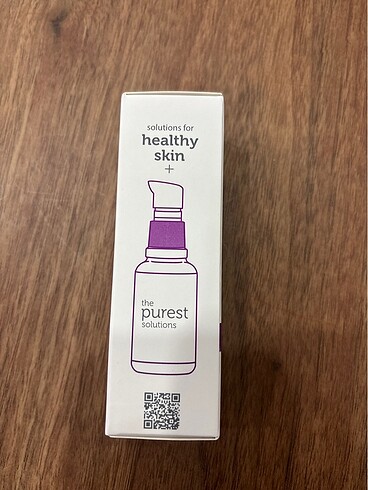 solutions for
healthy
skin
+
the
purest
solutions